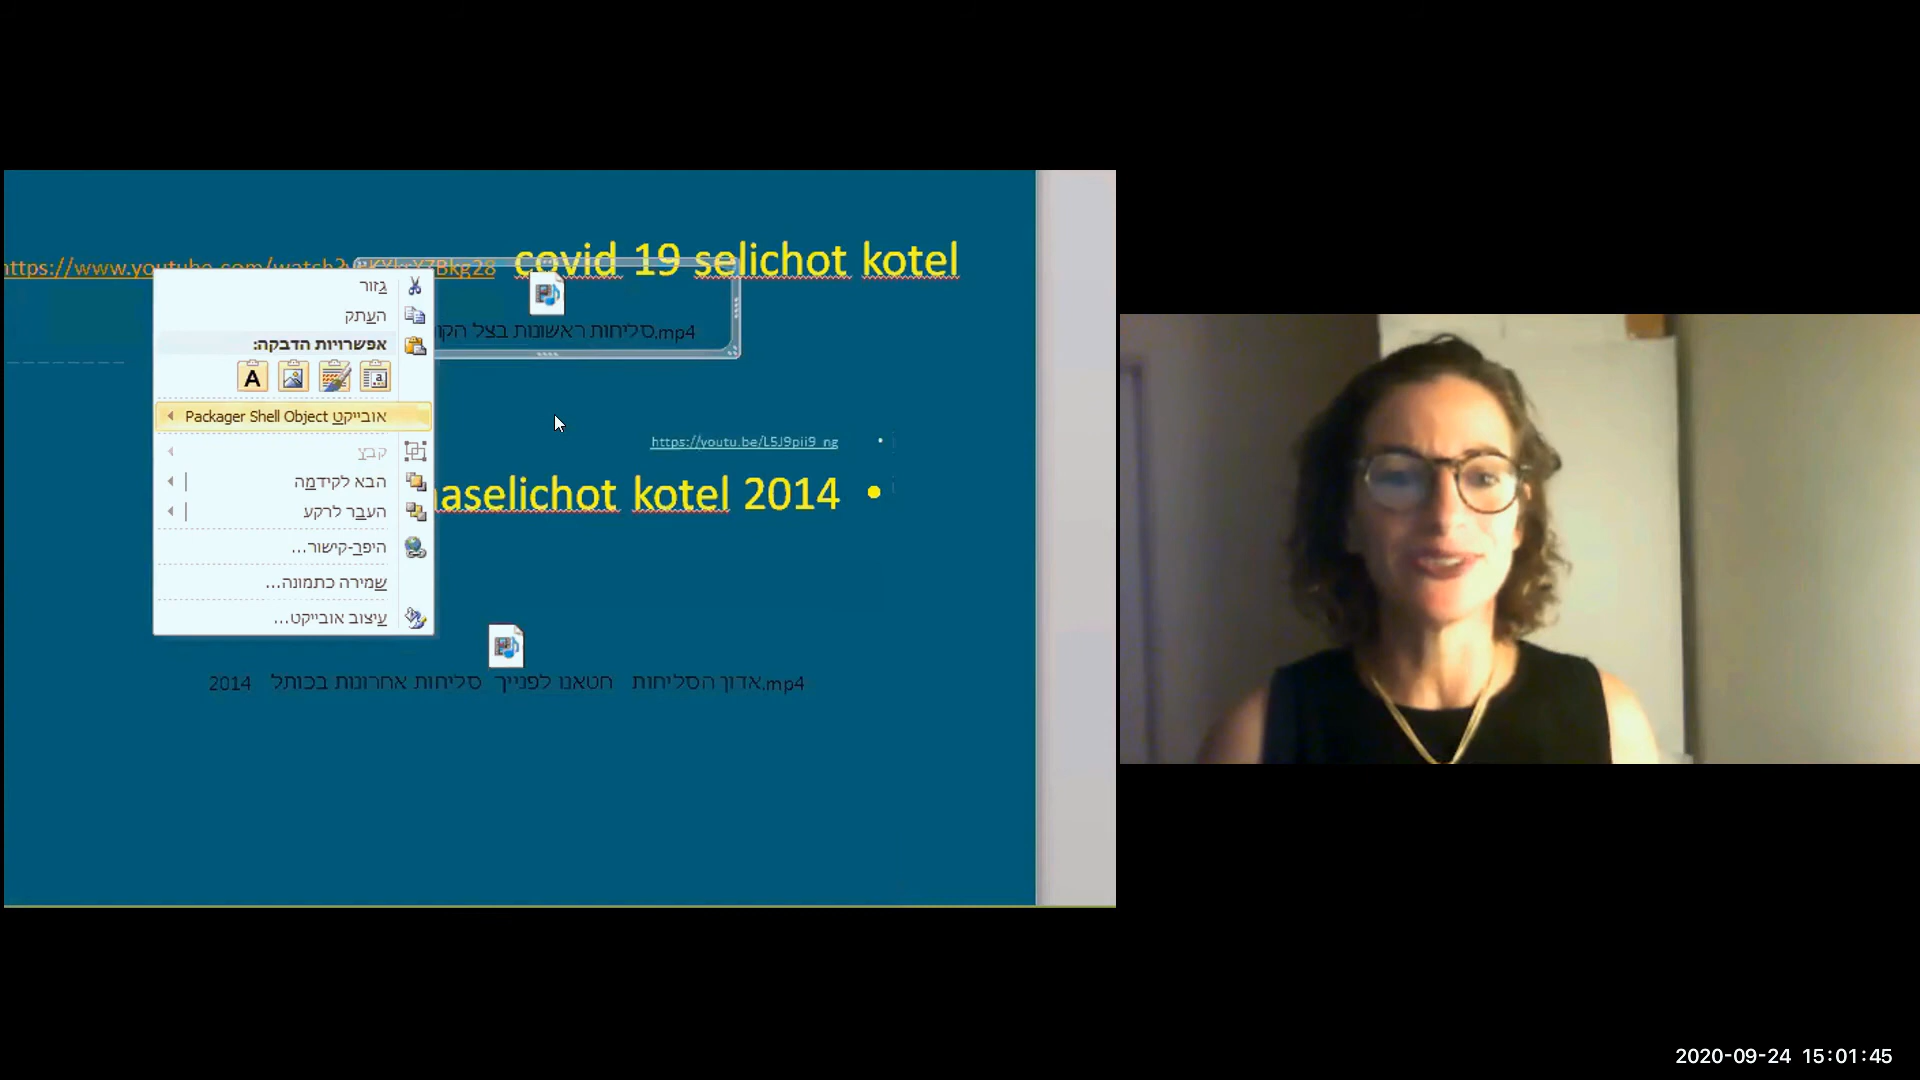 covid 19 selichot kotel
סליחות ראשונות בצל.mp4
גזור
העתק
אפשרויות הדבקה:
אובייקט Packager Shell Object
קבץ
הבא לקידמה
העבר לרקע
היפר-קישור...
שמירה כתמונה...
עיצוב אובייקט...
https://youtu.be/L5J9pii9_ng
aselichot kotel 2014
אדון הסליחות חטאנו לפנייך סליחות אחרונות בכותל 2014.mp4
2020-09-24 15:01:45